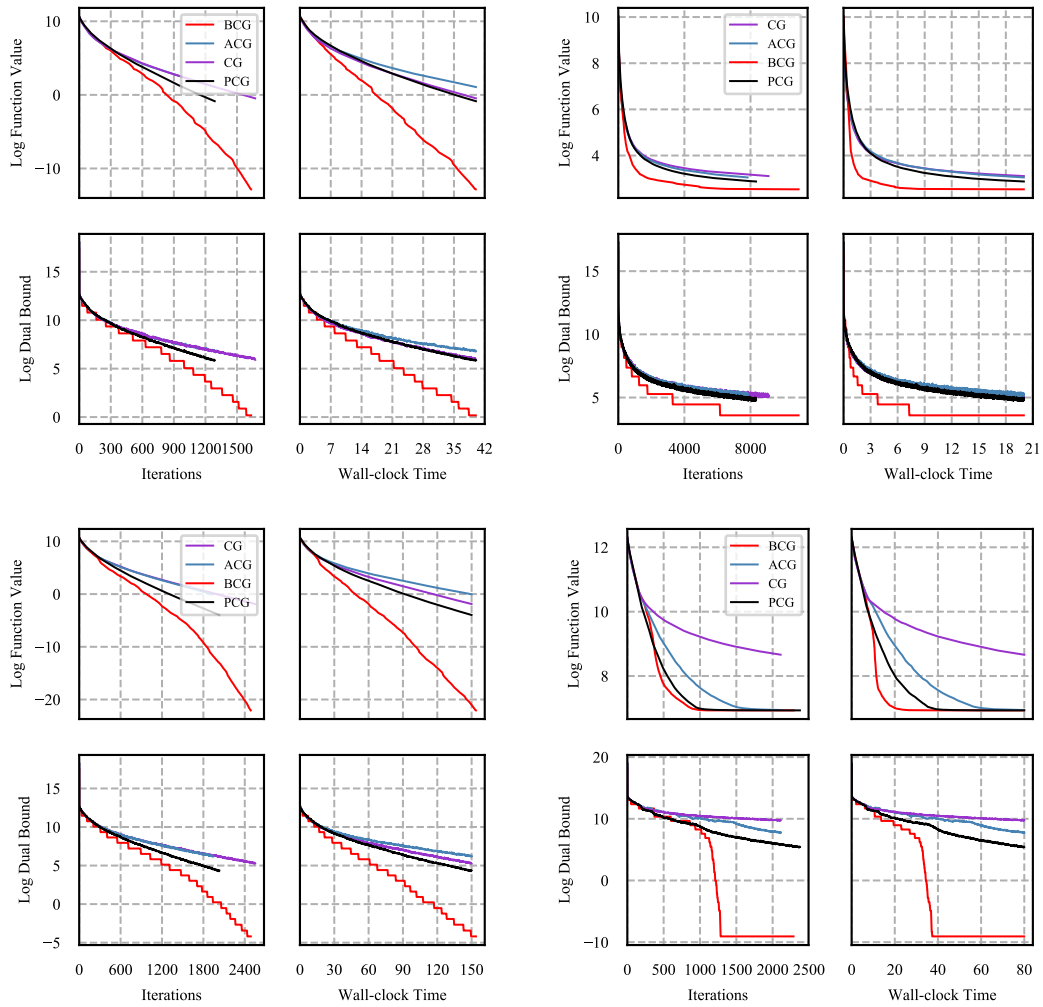 10
0
−10
Log Function Value
BCG
ACG
CG
PCG
10
8
6
4
Log Function Value
CG
ACG
BCG
PCG
15
10
5
0
Log Dual Bound
0 300 600 900 1200 1500
Iterations
0 7 14 21 28 35 42
Wall-clock Time
15
10
5
Log Dual Bound
0 4000 8000
Iterations
0 3 6 9 12 15 18 21
Wall-clock Time
10
0
−10
−20
Log Function Value
CG
ACG
BCG
PCG
12
10
8
Log Function Value
BCG
ACG
CG
PCG
15
10
5
0
−5
Log Dual Bound
0 600 1200 1800 2400
Iterations
0 30 60 90 120 150
Wall-clock Time
20
10
0
−10
Log Dual Bound
0 500 1000 1500 2000 2500
Iterations
0 20 40 60 80
Wall-clock Time